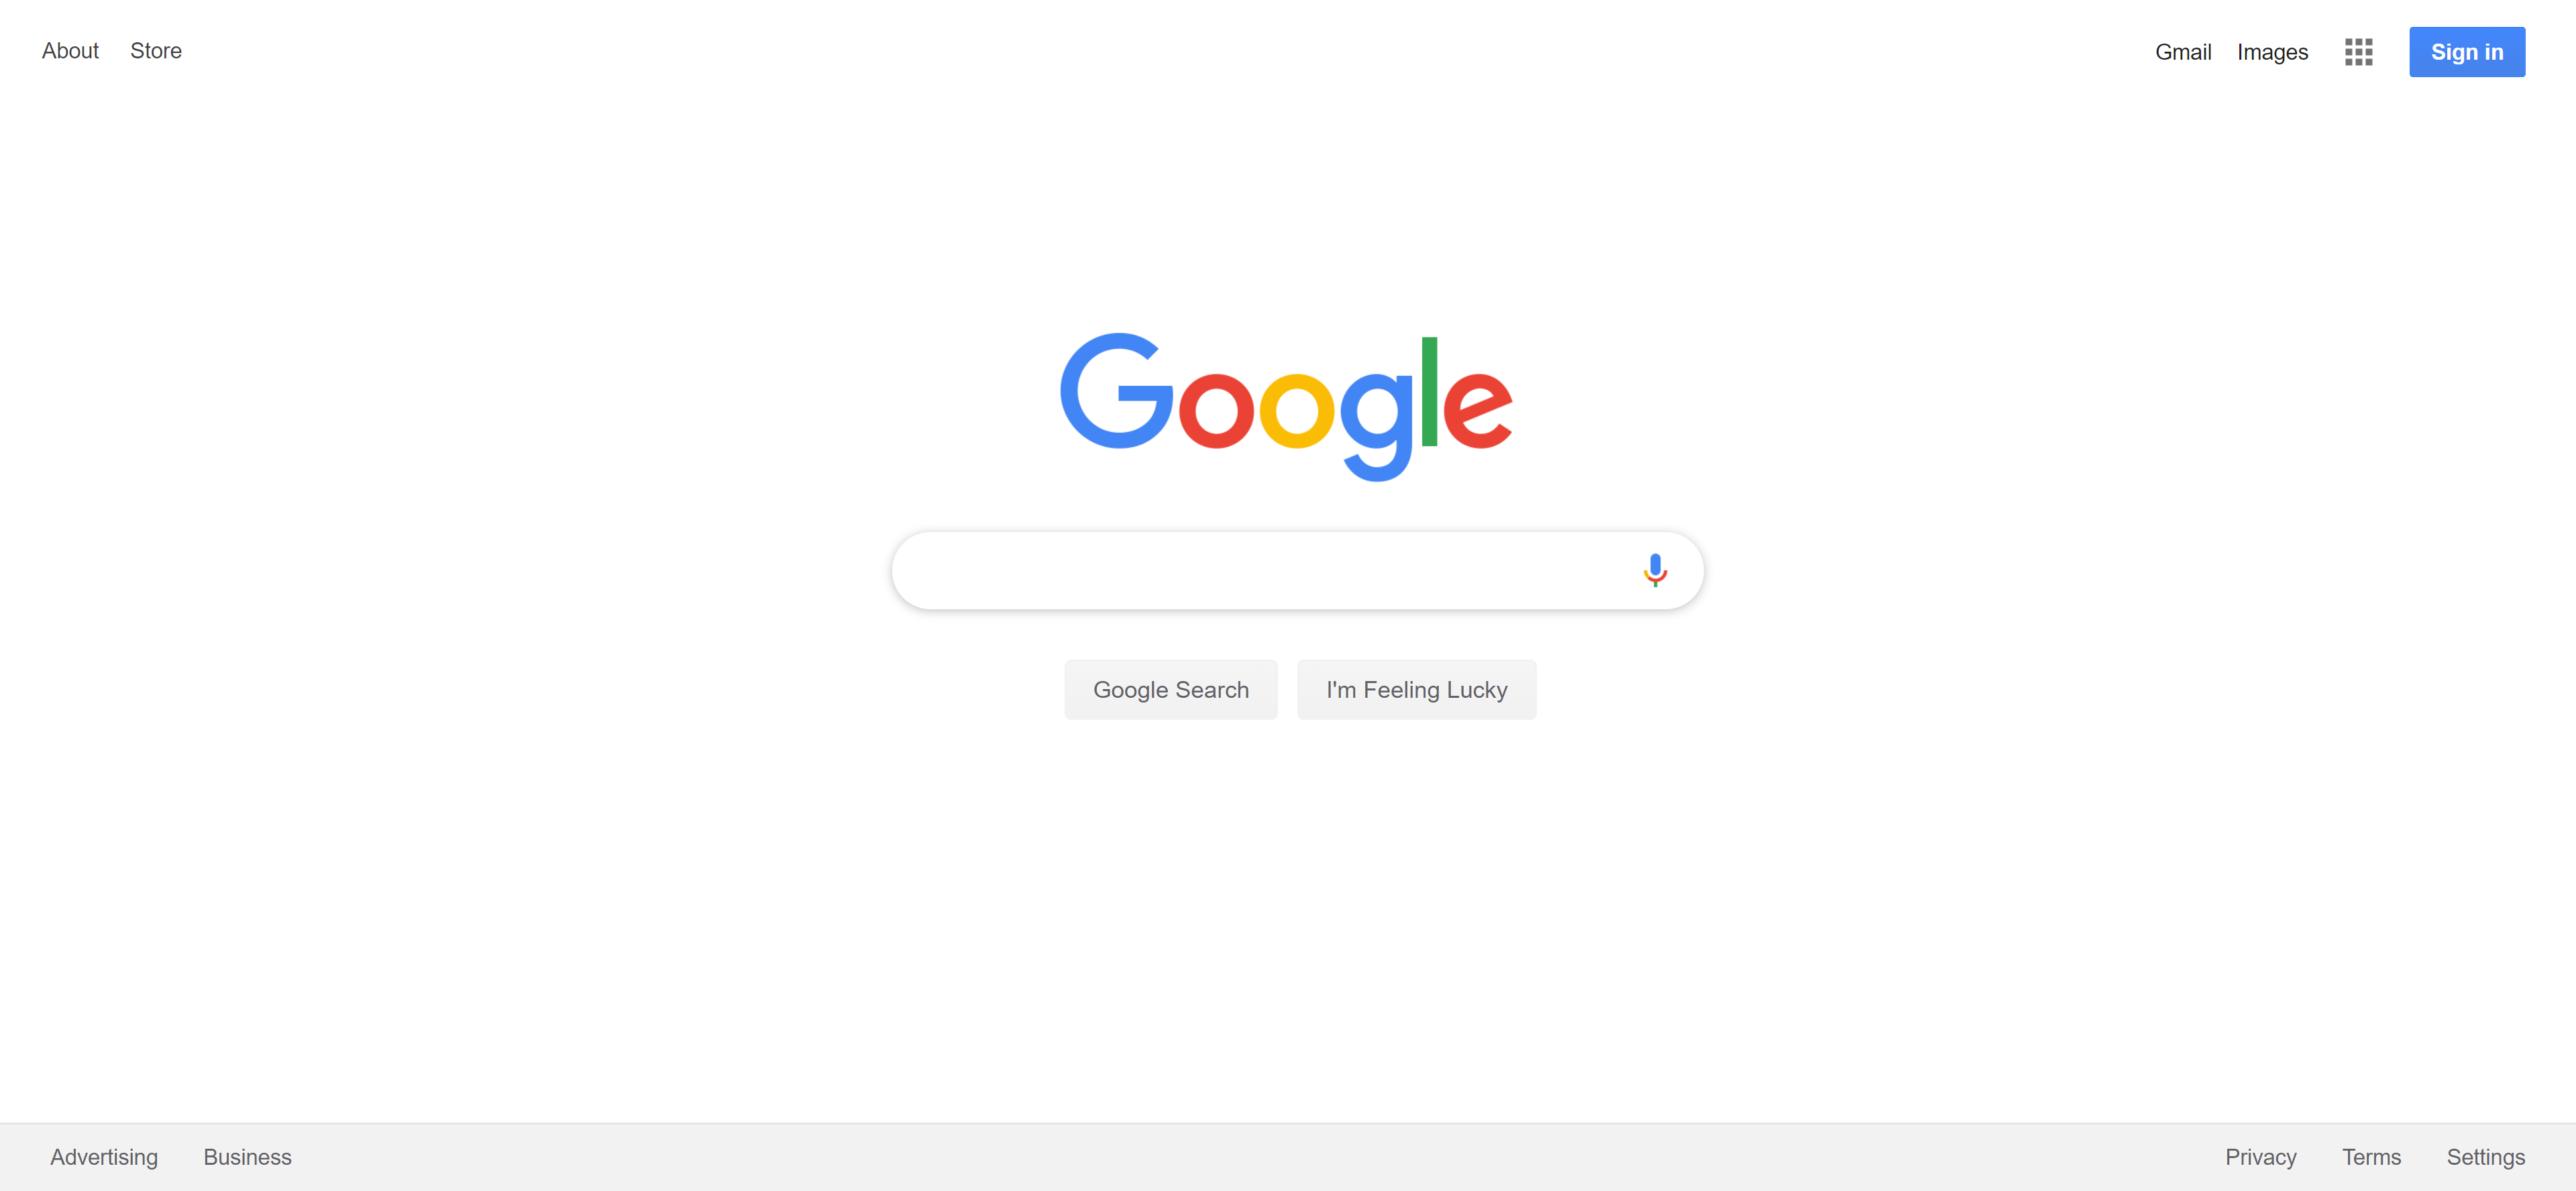 About Store Gmail Images Sign in
Google
Google Search I'm Feeling Lucky
Advertising Business Privacy Terms Settings